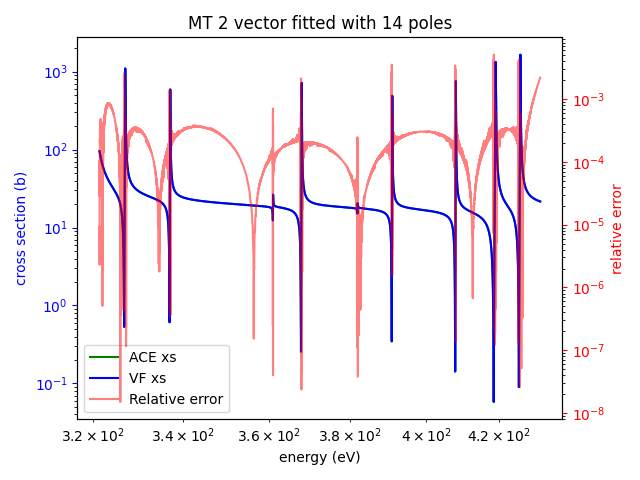 MT 2 vector fitted with 14 poles
cross section (b)
10³
10²
10¹
10⁰
10⁻¹
10⁻³
10⁻⁴
10⁻⁵
10⁻⁶
10⁻⁷
10⁻⁸
relative error
ACE xs
VF xs
Relative error
3.2 × 10² 3.4 × 10² 3.6 × 10² 3.8 × 10² 4 × 10² 4.2 × 10²
energy (eV)